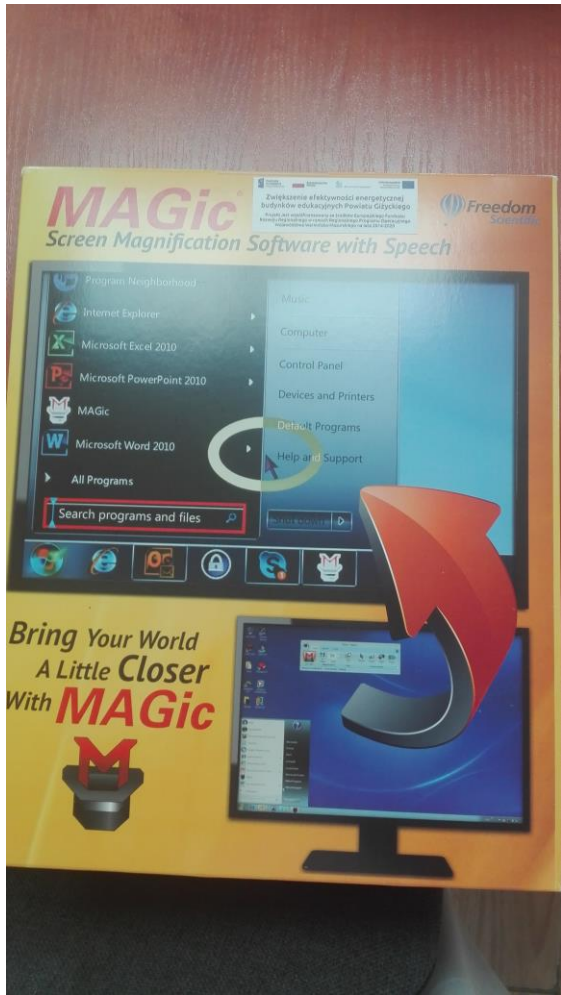 MAGic
Zwiększenie efektywności energetycznej
budynków edukacyjnych Powiatu Giżyckiego
Freedom
Scientific
Screen Magnification Software with Speech
Program Neighborhood
Internet Explorer
Microsoft Excel 2010
Microsoft PowerPoint 2010
MAGic
Microsoft Word 2010
All Programs
Search programs and files
Music
Computer
Control Panel
Devices and Printers
Default Programs
Help and Support
Shut down
Bring Your World
A Little Closer
With MAGic